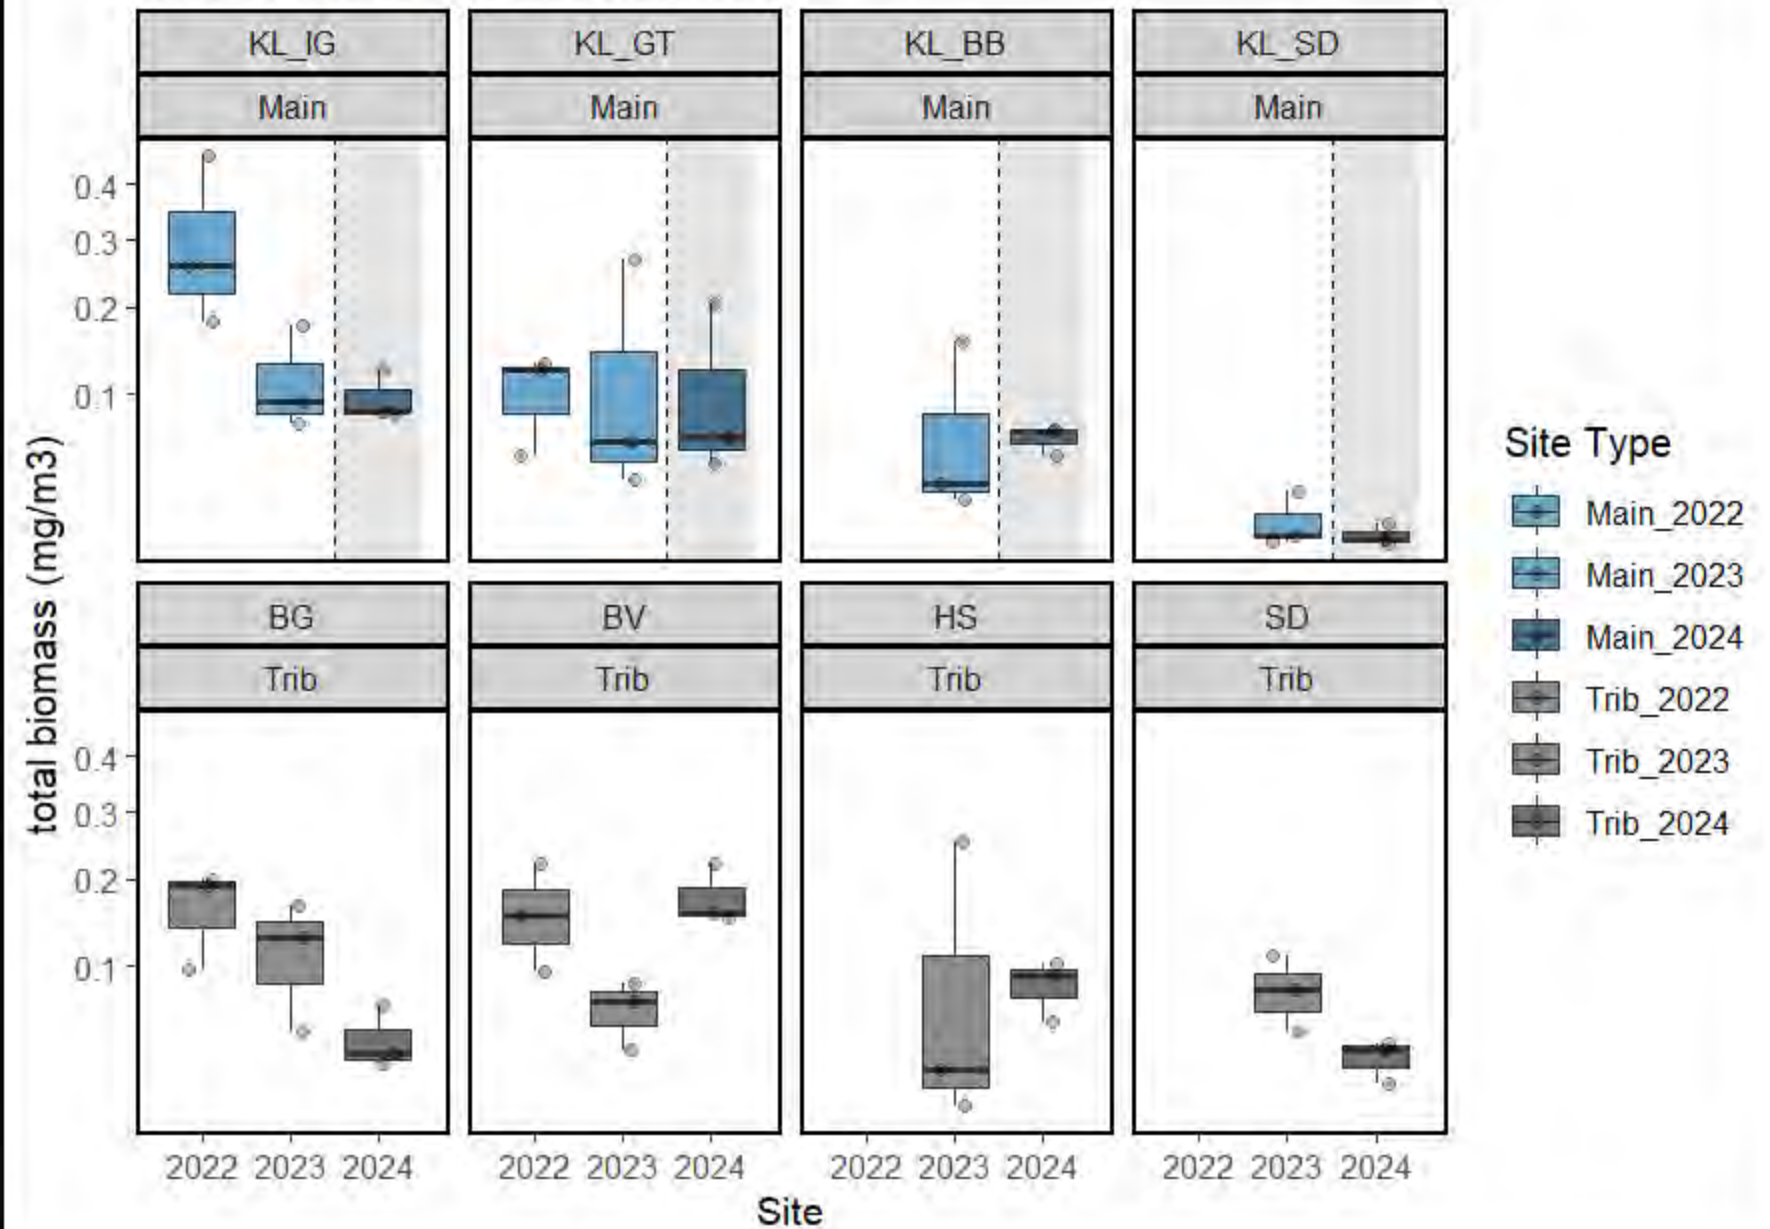 KL_IG KL_GT KL_BB KL_SD
Main Main Main Main
0.4
0.3
0.2
0.1
total biomass (mg/m3)
BG BV HS SD
Trib Trib Trib Trib
0.4
0.3
0.2
0.1
2022 2023 2024 2022 2023 2024 2022 2023 2024 2022 2023 2024
Site
Site Type
Main_2022
Main_2023
Main_2024
Trib_2022
Trib_2023
Trib_2024